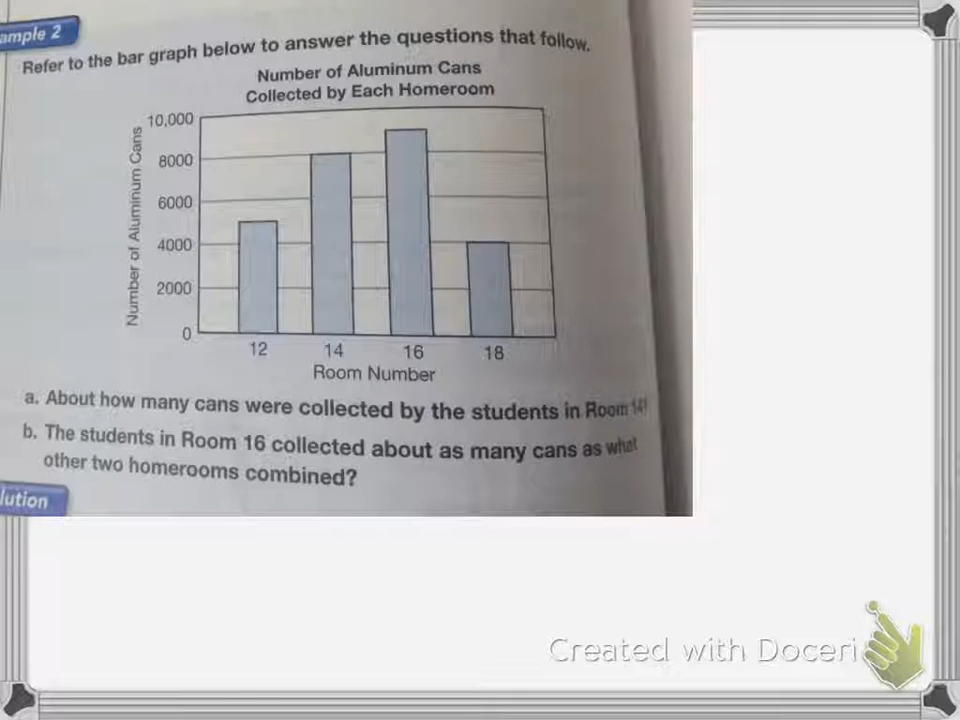 ample 2
Refer to the bar graph below to answer the questions that follow.
Number of Aluminum Cans
Collected by Each Homeroom
Number of Aluminum Cans
10,000
8000
6000
4000
2000
0
12 14 16 18
Room Number
a. About how many cans were collected by the students in Room 14?
b. The students in Room 16 collected about as many cans as what
other two homerooms combined?
lution
Created with Doceri